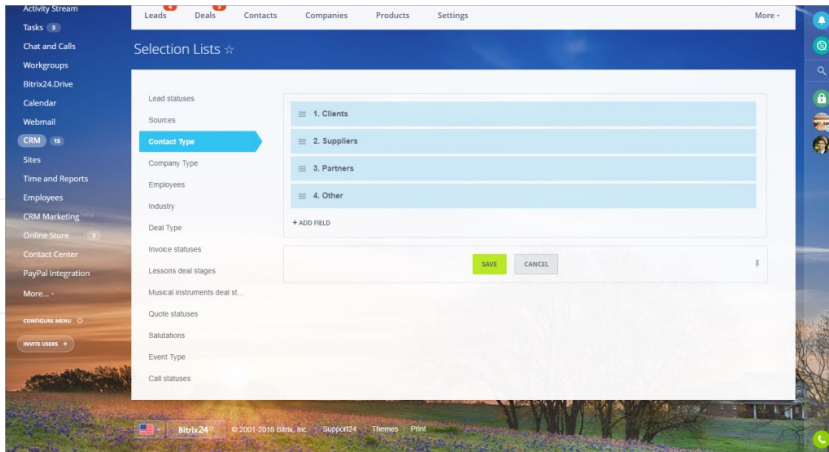 Activity Stream
Tasks 3
Chat and Calls
Workgroups
Bitrix24.Drive
Calendar
Webmail
CRM 15
Sites
Time and Reports
Employees
CRM Marketing
Online Store 2
Contact Center
PayPal Integration
More...
CONFIGURE MENU
INVITE USERS +
Leads Deals Contacts Companies Products Settings More
Selection Lists
Lead statuses
Sources
Contact Type
Company Type
Employees
Industry
Deal Type
Invoice statuses
Lessons deal stages
Musical instruments deal st...
Quote statuses
Salutations
Event Type
Call statuses
1. Clients
2. Suppliers
3. Partners
4. Other
+ ADD FIELD
SAVE CANCEL
Bitrix24 © 2001-2018 Bitrix, Inc. Support24 Themes Print